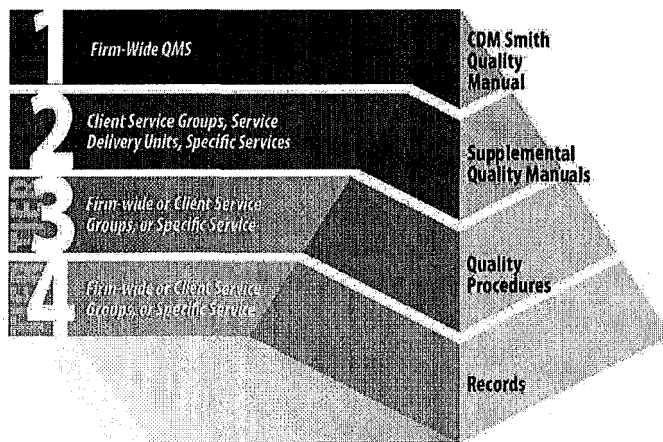 1
Firm-Wide QMS
CDM Smith
Quality
Manual
2
Client Service Groups, Service
Delivery Units, Specific Services
Supplemental
Quality Manuals
TIER
3
Firm-wide or Client Service
Groups, or Specific Service
Quality
Procedures
TIER
4
Firm-wide or Client Service
Groups, or Specific Service
Records